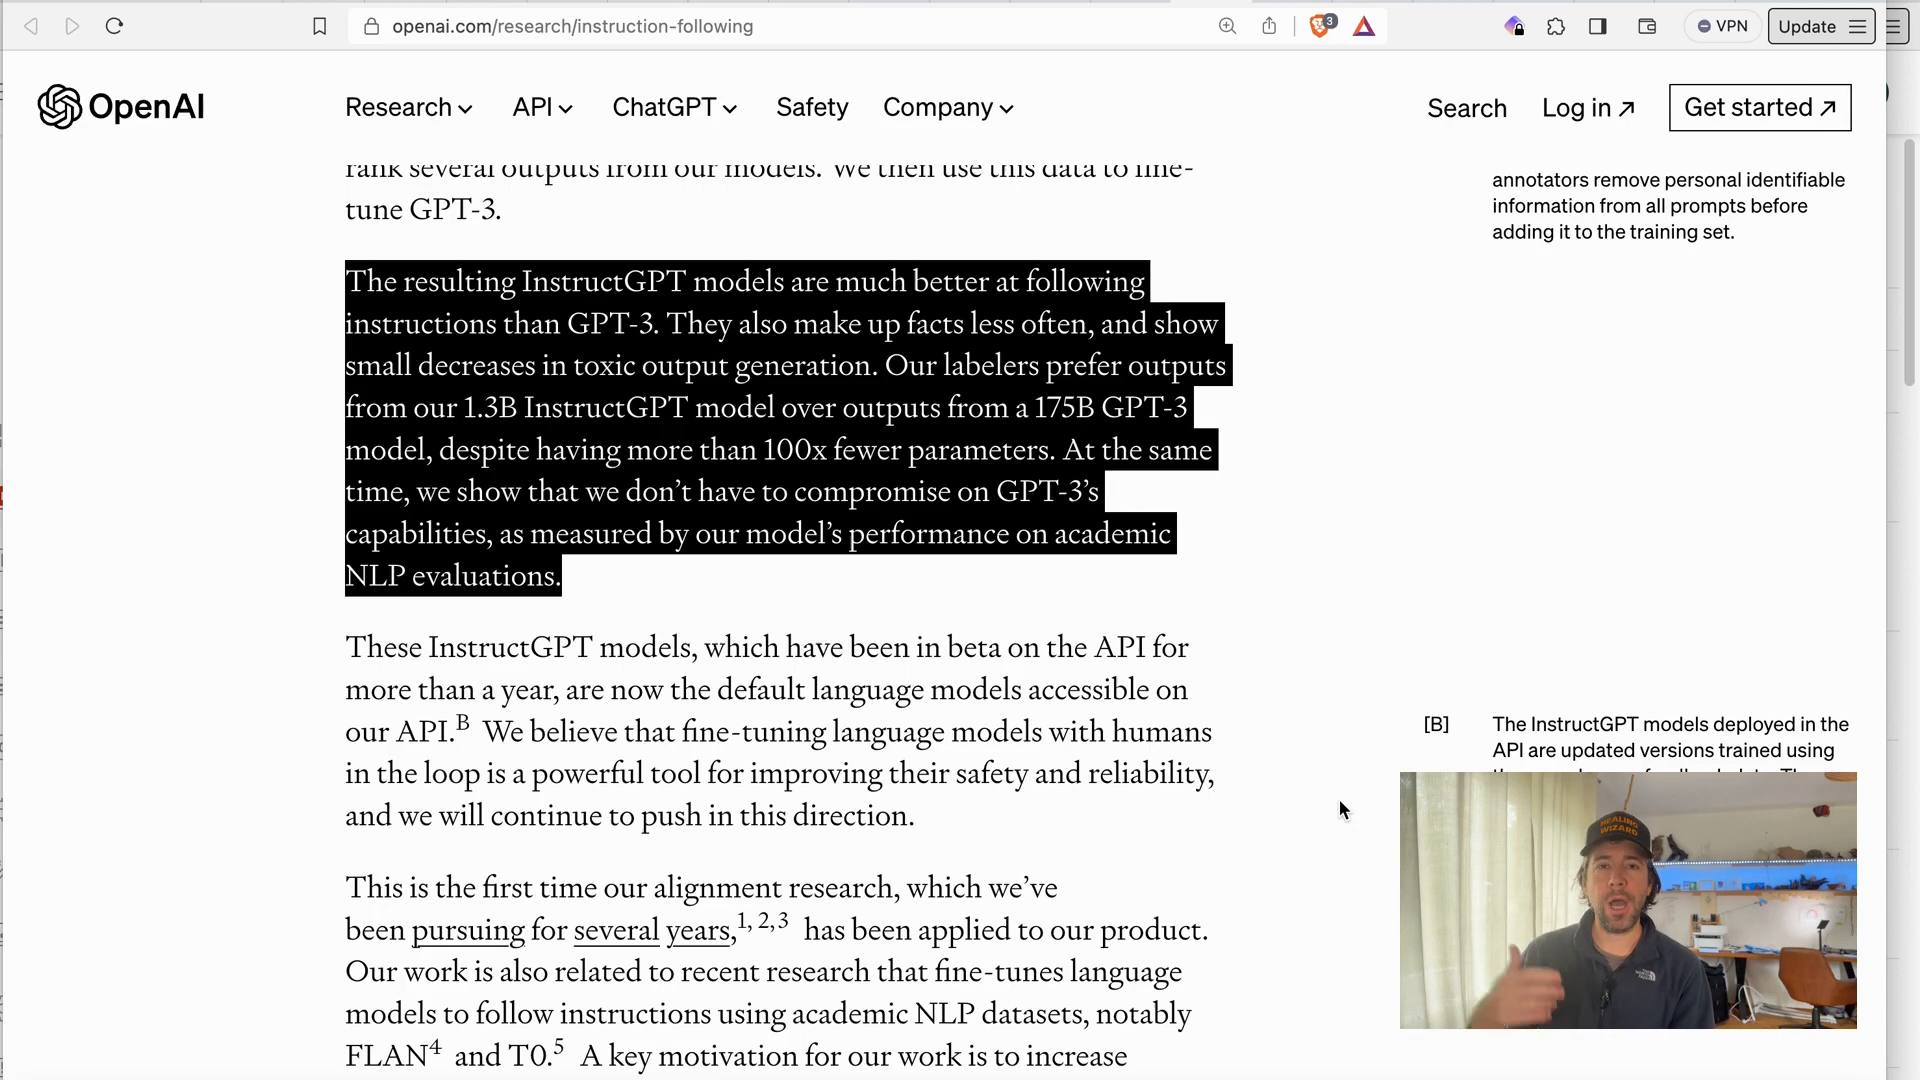 openai.com/research/instruction-following
3
VPN
Update
OpenAI
Research
API
ChatGPT
Safety
Company
Search
Log in ↗
Get started ↗
rank several outputs from our models. We then use this data to fine-
tune GPT-3.
annotators remove personal identifiable
information from all prompts before
adding it to the training set.
The resulting InstructGPT models are much better at following
instructions than GPT-3. They also make up facts less often, and show
small decreases in toxic output generation. Our labelers prefer outputs
from our 1.3B InstructGPT model over outputs from a 175B GPT-3
model, despite having more than 100x fewer parameters. At the same
time, we show that we don’t have to compromise on GPT-3’s
capabilities, as measured by our model’s performance on academic
NLP evaluations.
These InstructGPT models, which have been in beta on the API for
more than a year, are now the default language models accessible on
our API.B We believe that fine-tuning language models with humans
in the loop is a powerful tool for improving their safety and reliability,
and we will continue to push in this direction.
[B]
The InstructGPT models deployed in the
API are updated versions trained using
This is the first time our alignment research, which we’ve
been pursuing for several years,1, 2, 3 has been applied to our product.
Our work is also related to recent research that fine-tunes language
models to follow instructions using academic NLP datasets, notably
FLAN4 and T0.5 A key motivation for our work is to increase
HEALING
WIZARD